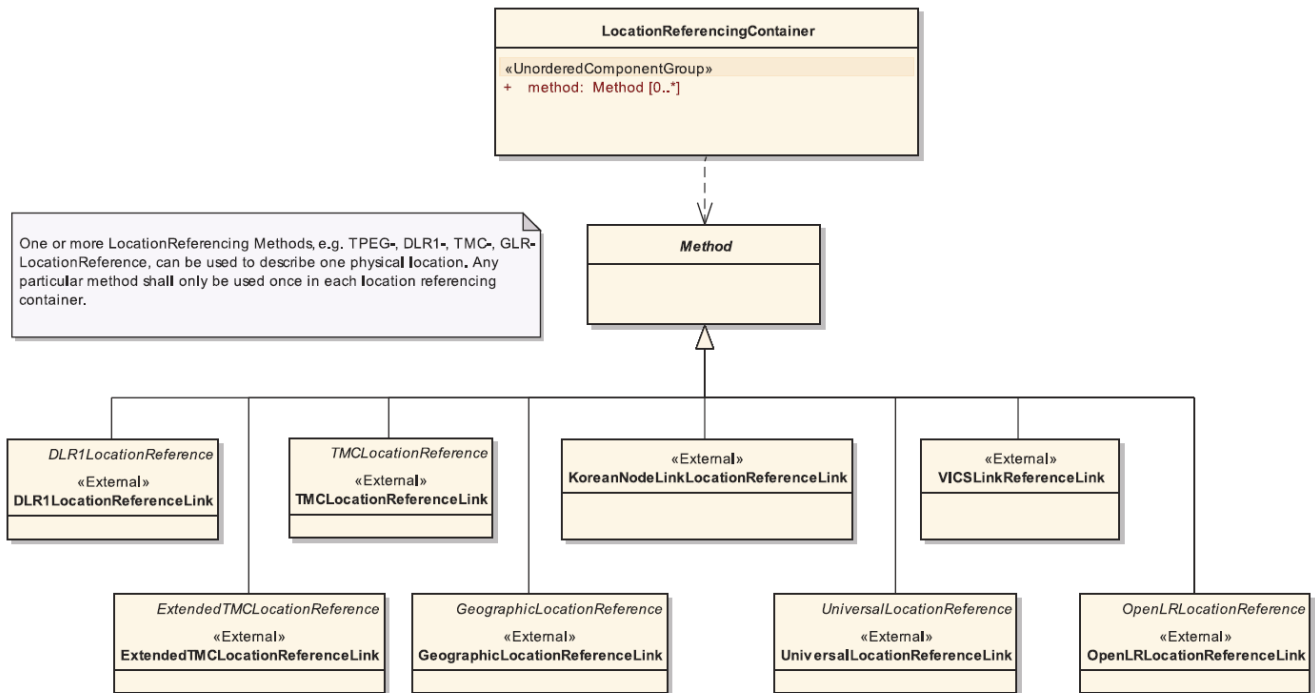 LocationReferencingContainer
«UnorderedComponentGroup»
+ method: Method [0..*]
One or more LocationReferencing Methods, e.g. TPEG-, DLR1-, TMC-, GLR-
LocationReference, can be used to describe one physical location. Any
particular method shall only be used once in each location referencing
container.
Method
DLR1LocationReference
«External»
DLR1LocationReferenceLink
TMCLocationReference
«External»
TMCLocationReferenceLink
«External»
KoreanNodeLinkLocationReferenceLink
«External»
VICSLinkReferenceLink
ExtendedTMCLocationReference
«External»
ExtendedTMCLocationReferenceLink
GeographicLocationReference
«External»
GeographicLocationReferenceLink
UniversalLocationReference
«External»
UniversalLocationReferenceLink
OpenLRLocationReference
«External»
OpenLRLocationReferenceLink